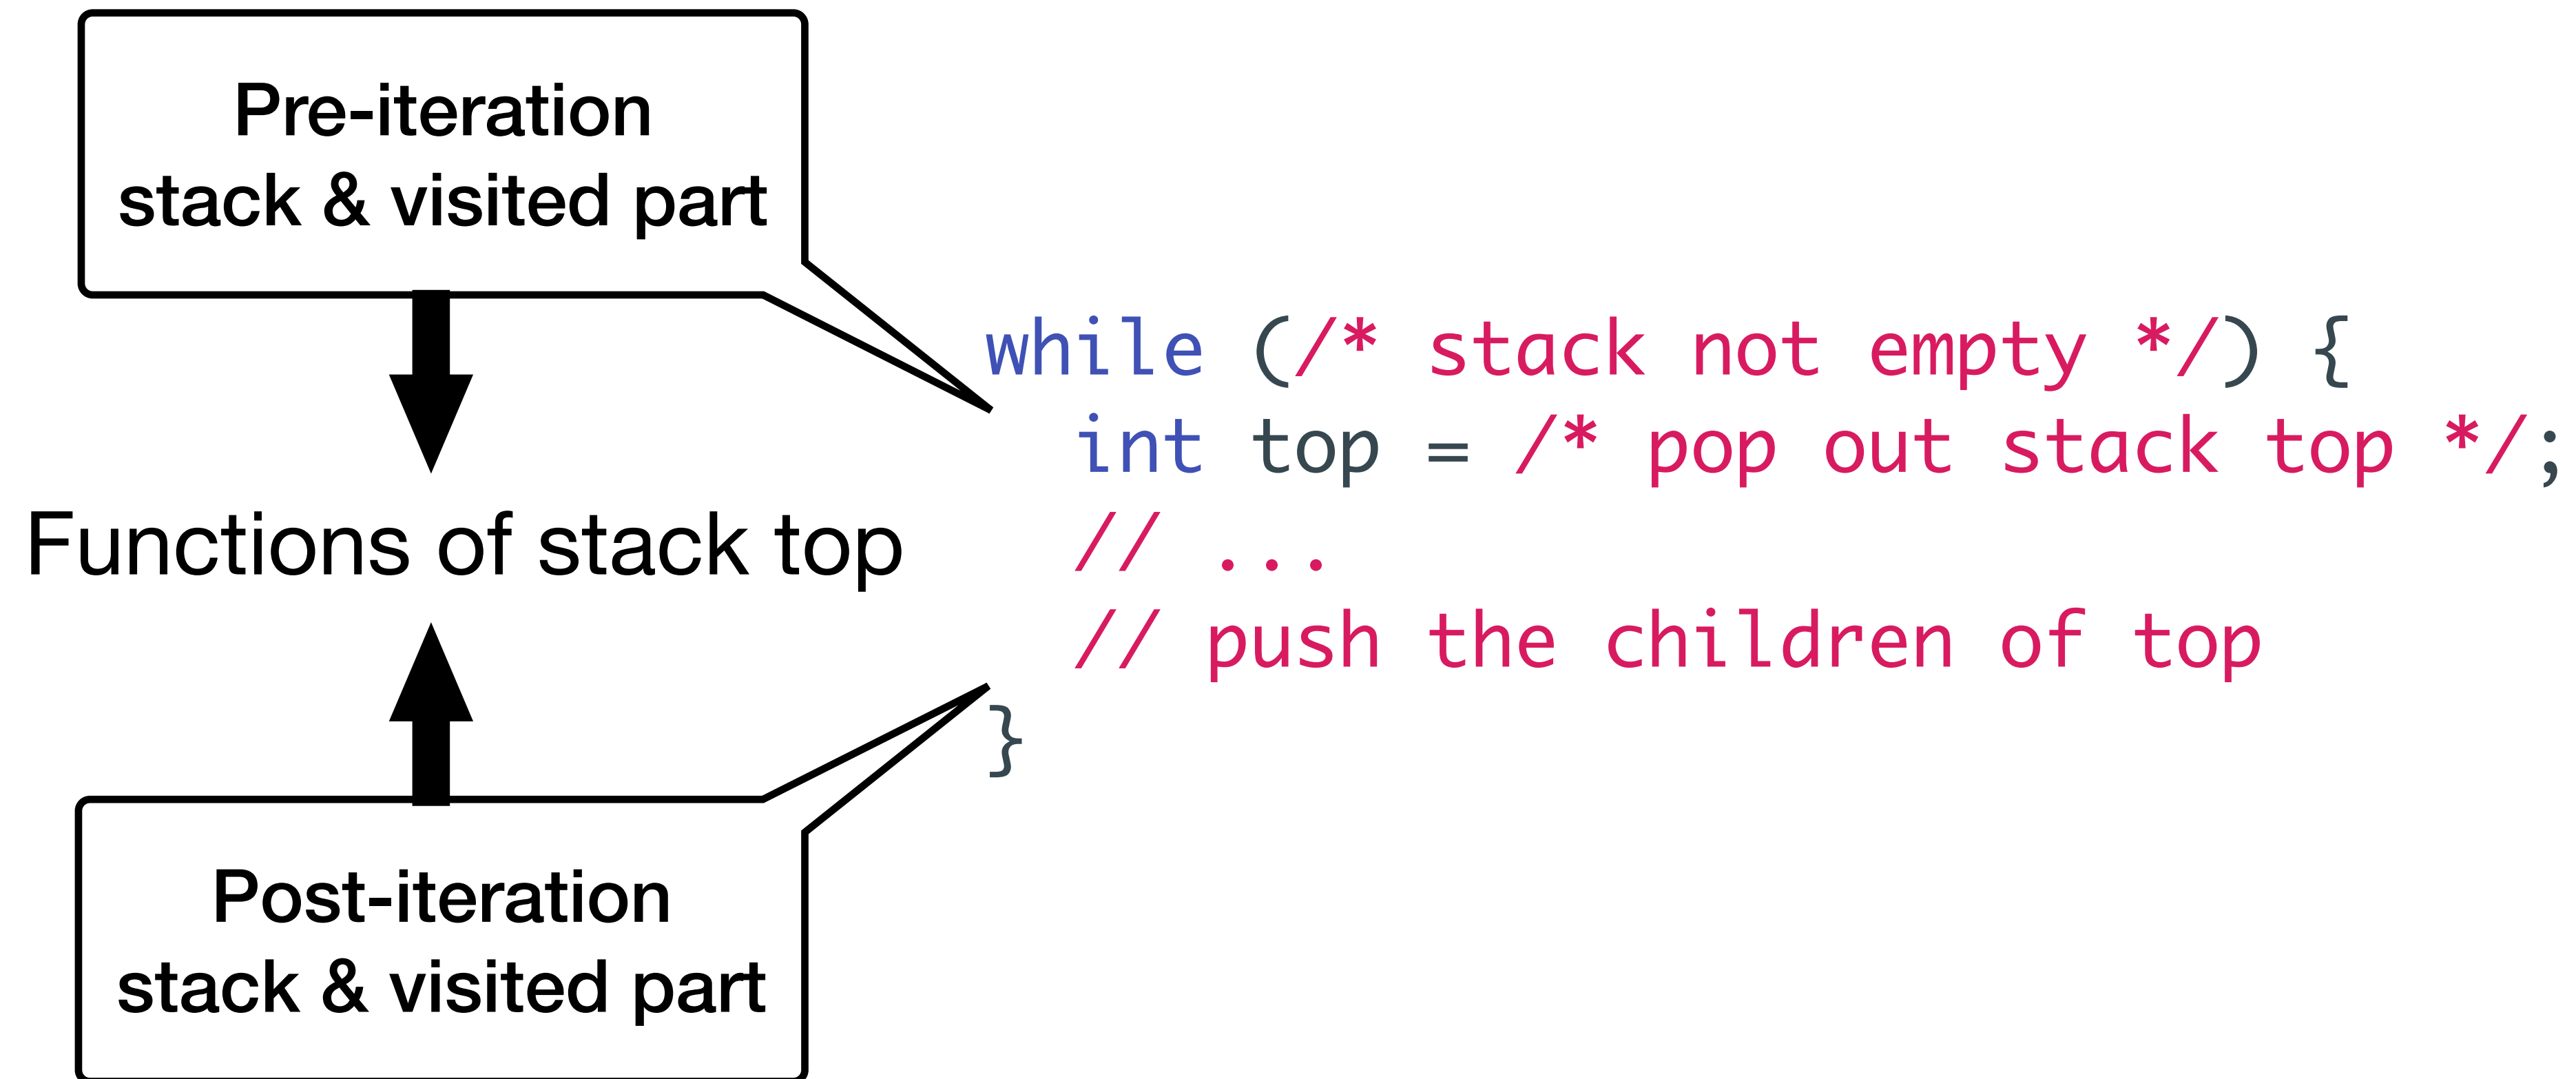 Pre-iteration
stack & visited part
Functions of stack top
Post-iteration
stack & visited part
while (/* stack not empty */) {
  int top = /* pop out stack top */;
  // ...
  // push the children of top
}